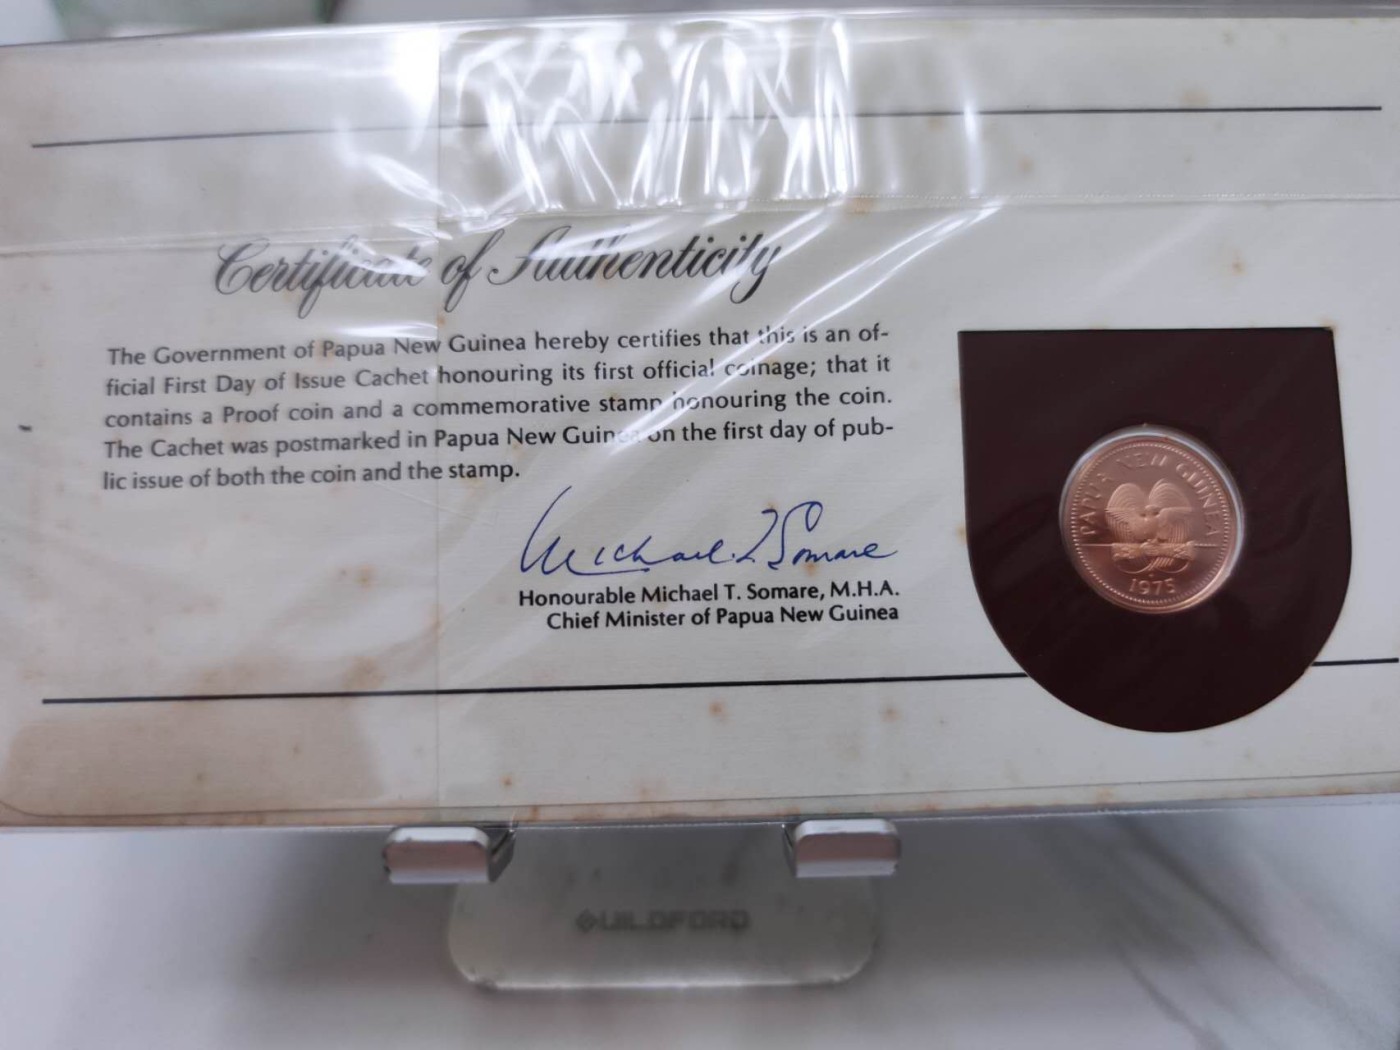 Certificate of Authenticity
The Government of Papua New Guinea hereby certifies that this is an of-
ficial First Day of Issue Cachet honouring its first official coinage; that it
contains a Proof coin and a commemorative stamp honouring the coin.
The Cachet was postmarked in Papua New Guinea on the first day of pub-
lic issue of both the coin and the stamp.
Michael T Somare
Honourable Michael T. Somare, M.H.A.
Chief Minister of Papua New Guinea
PAPUA NEW GUINEA
1975
GUILDFORD